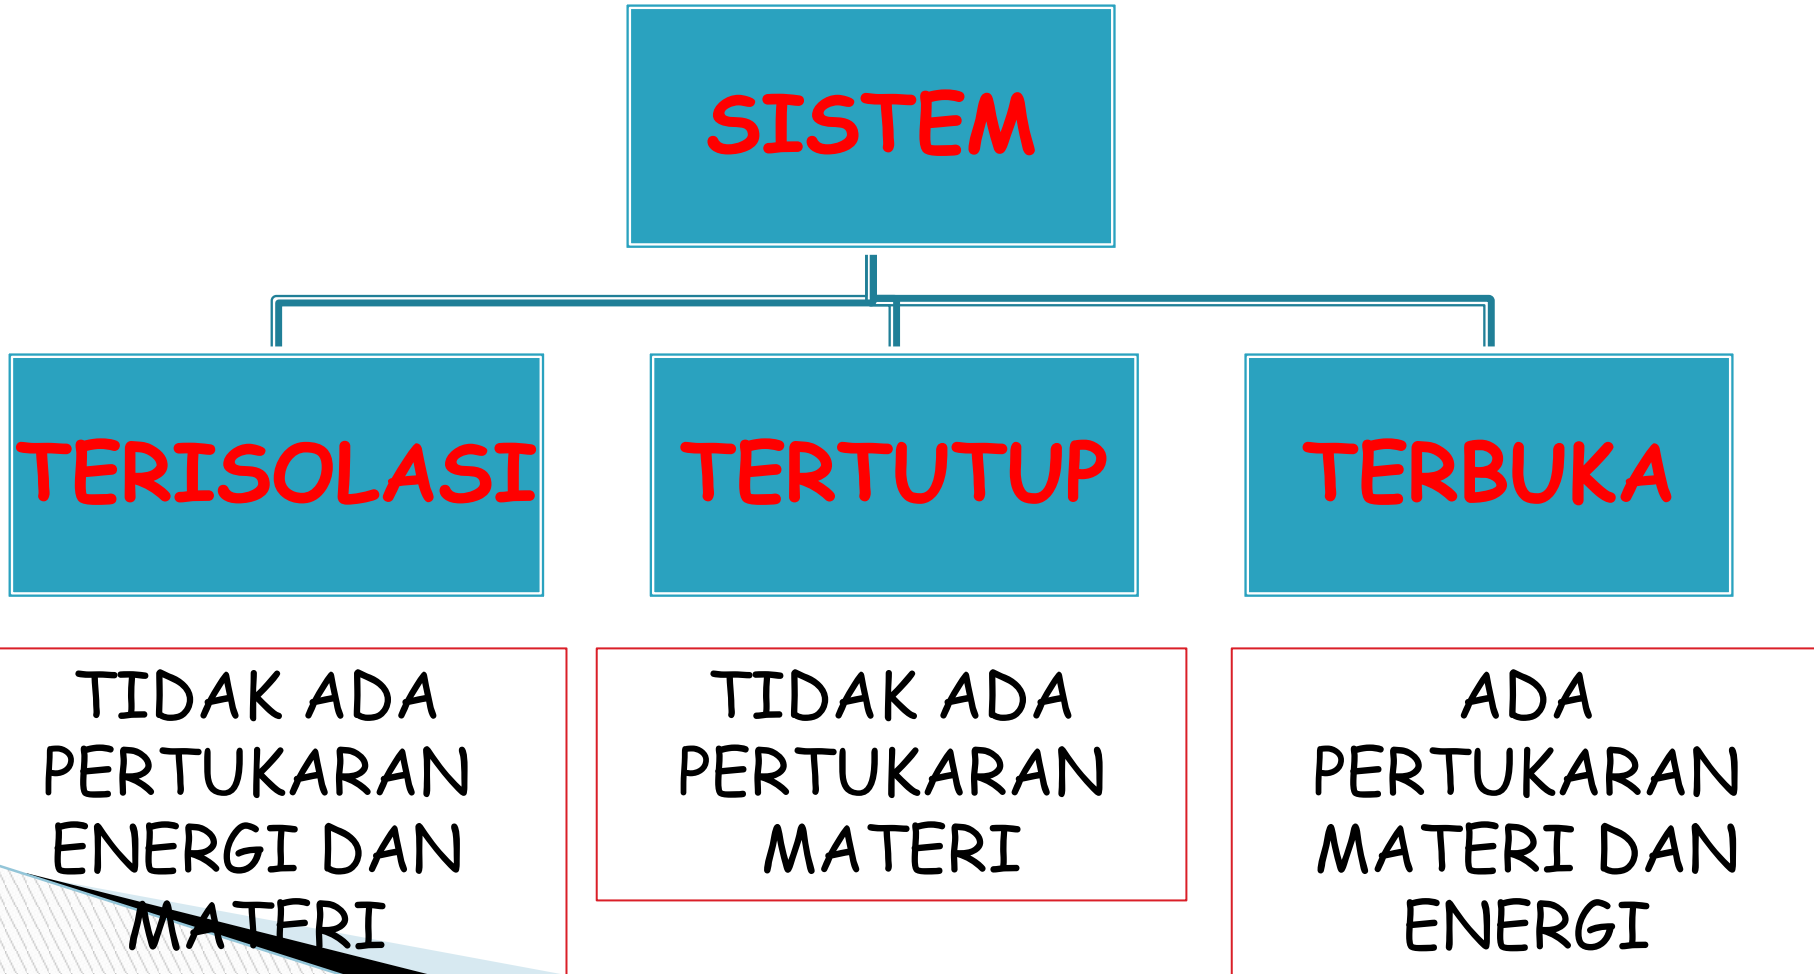 SISTEM
TERISOLASI
TERTUTUP
TERBUKA
TIDAK ADA
PERTUKARAN
ENERGI DAN
MATERI
TIDAK ADA
PERTUKARAN
MATERI
ADA
PERTUKARAN
MATERI DAN
ENERGI